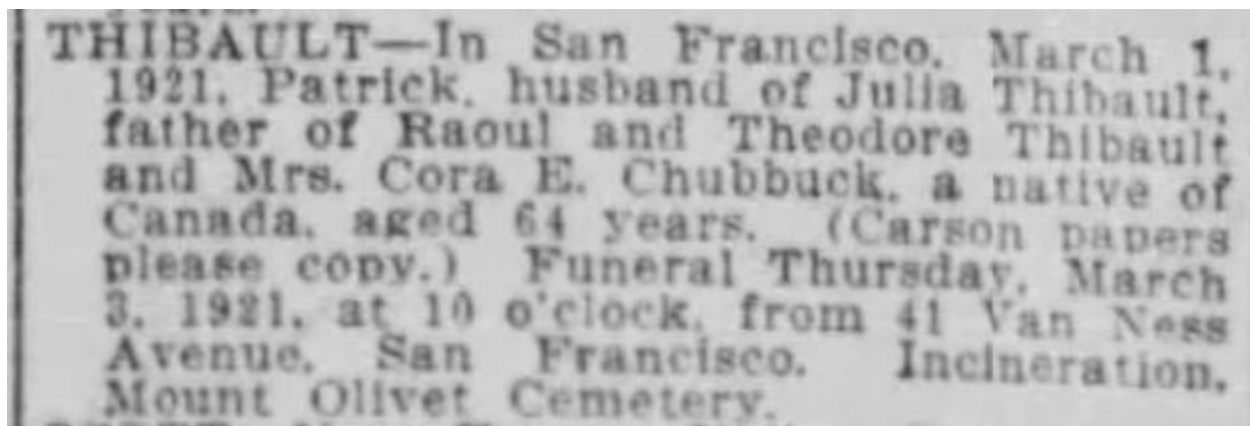 years.
THIBAULT—In San Francisco, March 1,
1921, Patrick, husband of Julia Thibault,
father of Raoul and Theodore Thibault
and Mrs. Cora E. Chubbuck, a native of
Canada, aged 64 years. (Carson papers
please copy.) Funeral Thursday, March
3, 1921, at 10 o'clock, from 41 Van Ness
Avenue, San Francisco. Incineration,
Mount Olivet Cemetery.